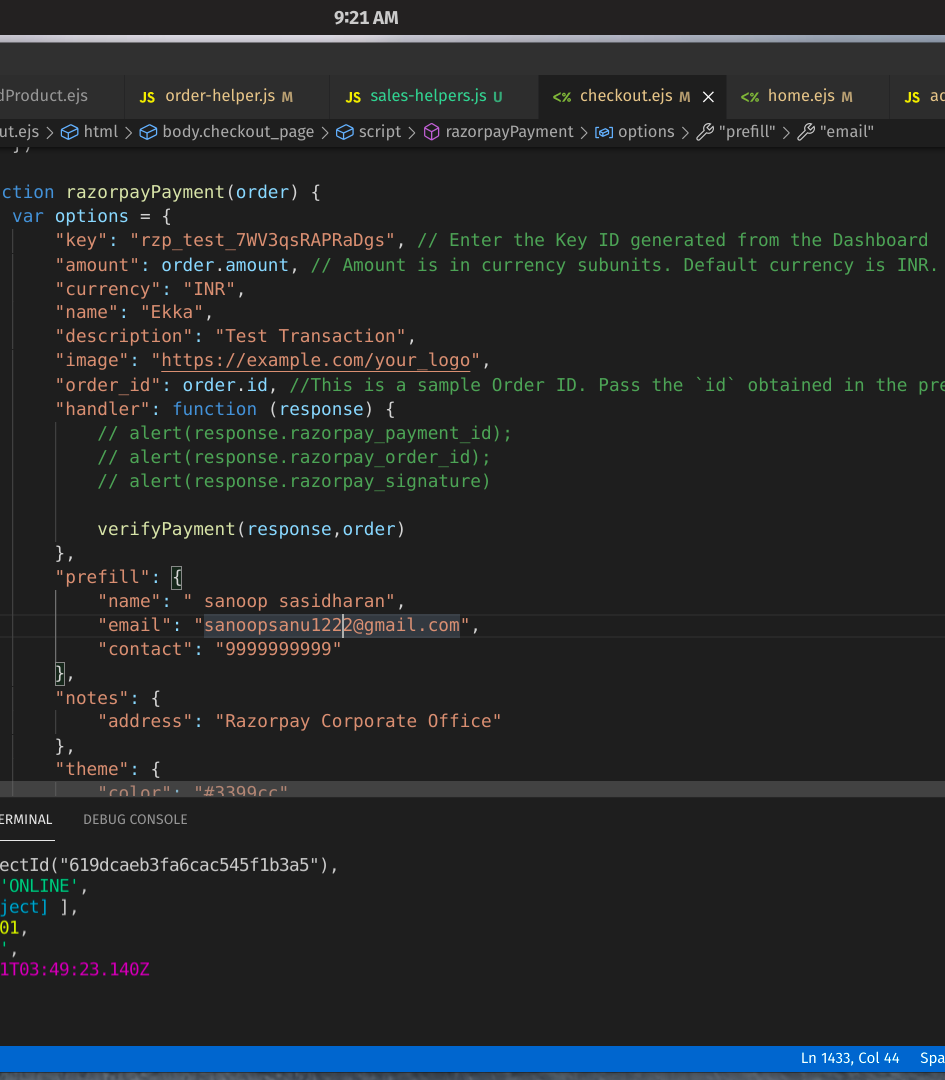 9:21 AM
dProduct.ejs JS order-helper.js M JS sales-helpers.js U <% checkout.ejs M × <% home.ejs M JS ad
ut.ejs > html > body.checkout_page > script > razorpayPayment > options > "prefill" > "email"
ction razorpayPayment(order) {
var options = {
"key": "rzp_test_7WV3qsRAPRaDgs", // Enter the Key ID generated from the Dashboard
"amount": order.amount, // Amount is in currency subunits. Default currency is INR.
"currency": "INR",
"name": "Ekka",
"description": "Test Transaction",
"image": "https://example.com/your_logo",
"order_id": order.id, //This is a sample Order ID. Pass the `id` obtained in the pre
"handler": function (response) {
// alert(response.razorpay_payment_id);
// alert(response.razorpay_order_id);
// alert(response.razorpay_signature)
verifyPayment(response,order)
},
"prefill": {
"name": " sanoop sasidharan",
"email": "sanoopsanu1222@gmail.com",
"contact": "9999999999"
},
"notes": {
"address": "Razorpay Corporate Office"
},
"theme": {
"color": "#3399cc"
ERMINAL DEBUG CONSOLE
ectId("619dcaeb3fa6cac545f1b3a5"),
'ONLINE',
ject] ],
01,
',
1T03:49:23.140Z
Ln 1433, Col 44 Spa